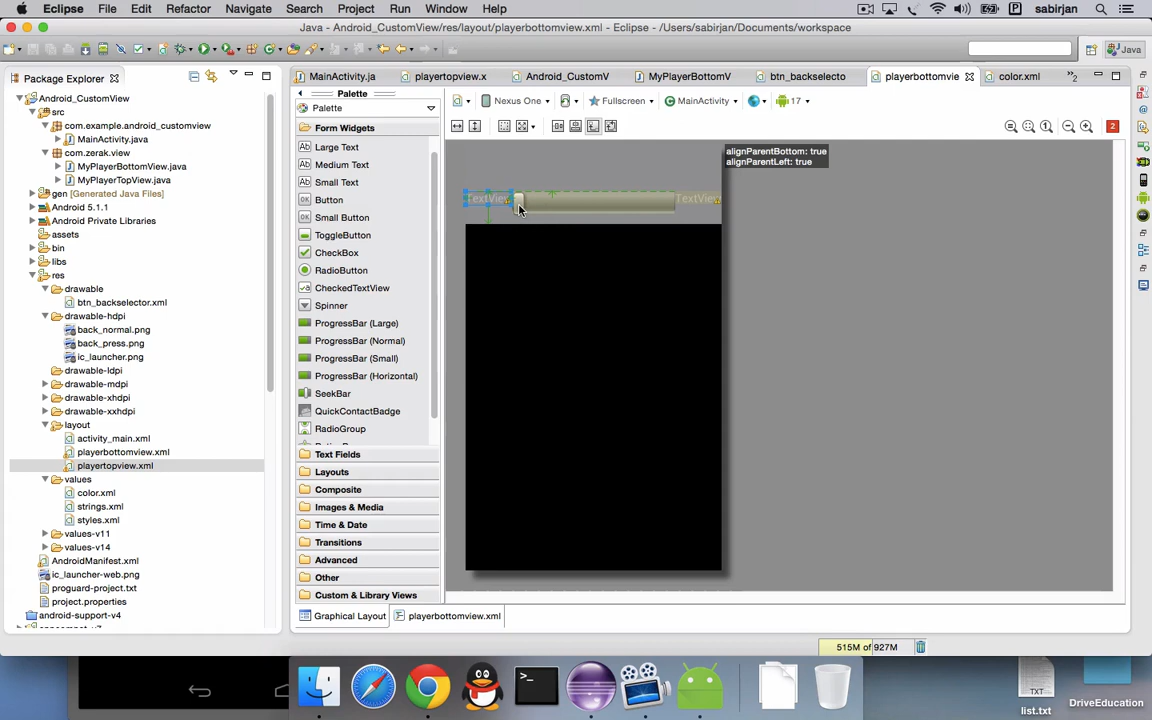 Eclipse File Edit Refactor Navigate Search Project Run Window Help sabirjan
Java - Android_CustomView/res/layout/playerbottomview.xml - Eclipse - /Users/sabirjan/Documents/workspace
Java
Package Explorer
MainActivity.ja
playertopview.x
Android_CustomV
MyPlayerBottomV
btn_backselecto
playerbottomvie
color.xml
Android_CustomView
src
com.example.android_customview
MainActivity.java
com.zerak.view
MyPlayerBottomView.java
MyPlayerTopView.java
gen [Generated Java Files]
Android 5.1.1
Android Private Libraries
assets
bin
libs
res
drawable
btn_backselector.xml
drawable-hdpi
back_normal.png
back_press.png
ic_launcher.png
drawable-ldpi
drawable-mdpi
drawable-xhdpi
drawable-xxhdpi
layout
activity_main.xml
playerbottomview.xml
playertopview.xml
values
color.xml
strings.xml
styles.xml
values-v11
values-v14
AndroidManifest.xml
ic_launcher-web.png
proguard-project.txt
project.properties
android-support-v4
Palette
Palette
Form Widgets
Large Text
Medium Text
Small Text
Button
Small Button
ToggleButton
CheckBox
RadioButton
CheckedTextView
Spinner
ProgressBar (Large)
ProgressBar (Normal)
ProgressBar (Small)
ProgressBar (Horizontal)
SeekBar
QuickContactBadge
RadioGroup
Text Fields
Layouts
Composite
Images & Media
Time & Date
Transitions
Advanced
Other
Custom & Library Views
Nexus One
Fullscreen
MainActivity
17
2
alignParentBottom: true
alignParentLeft: true
TextView
TextView
Graphical Layout
playerbottomview.xml
515M of 927M
TXT
list.txt
DriveEducation